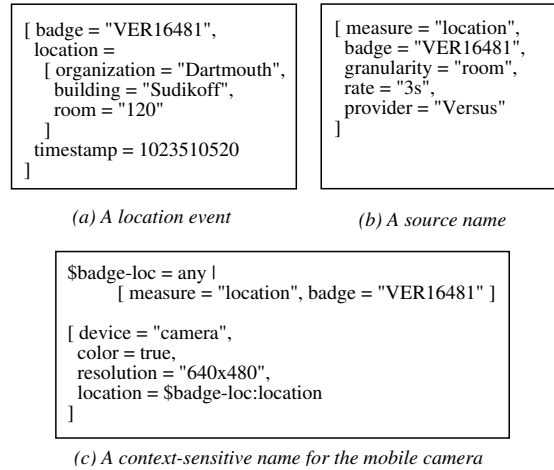 [ badge = "VER16481",
location =
[ organization = "Dartmouth",
building = "Sudikoff",
room = "120"
]
timestamp = 1023510520
]
(a) A location event
[ measure = "location",
badge = "VER16481",
granularity = "room",
rate = "3s",
provider = "Versus"
]
(b) A source name
$badge-loc = any |
[ measure = "location", badge = "VER16481" ]
[ device = "camera",
color = true,
resolution = "640x480",
location = $badge-loc:location
]
(c) A context-sensitive name for the mobile camera